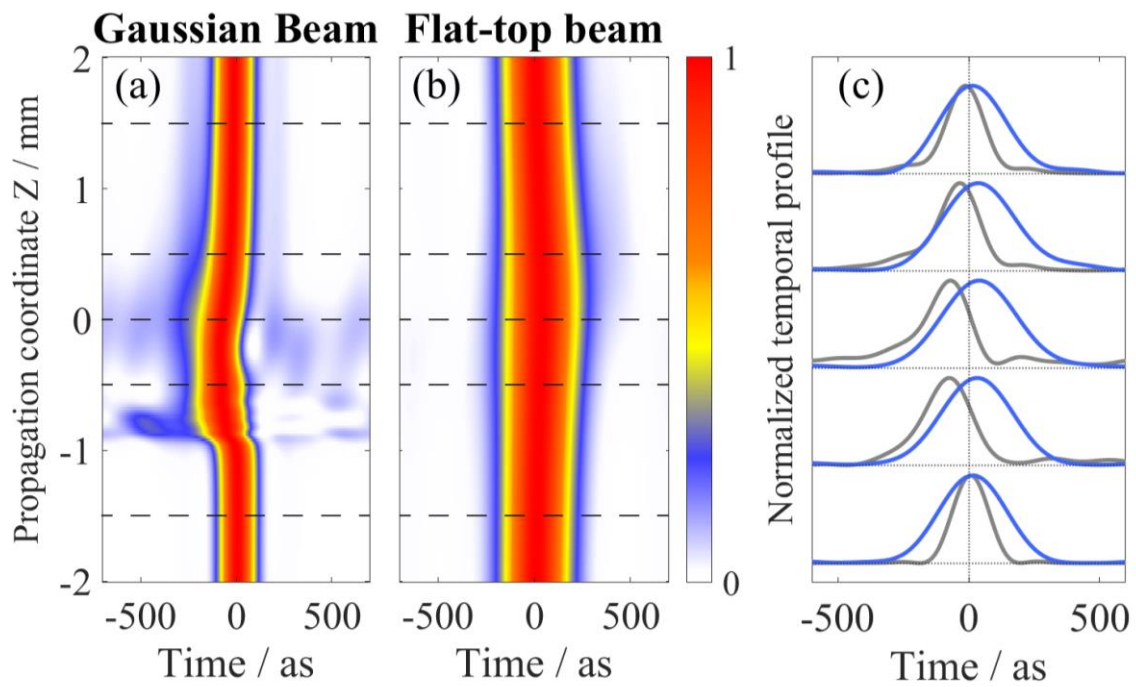 Gaussian Beam
Flat-top beam
(a)
(b)
(c)
2
1
0
-1
-2
Propagation coordinate Z / mm
-500 0 500
Time / as
-500 0 500
Time / as
1
0
Normalized temporal profile
-500 0 500
Time / as